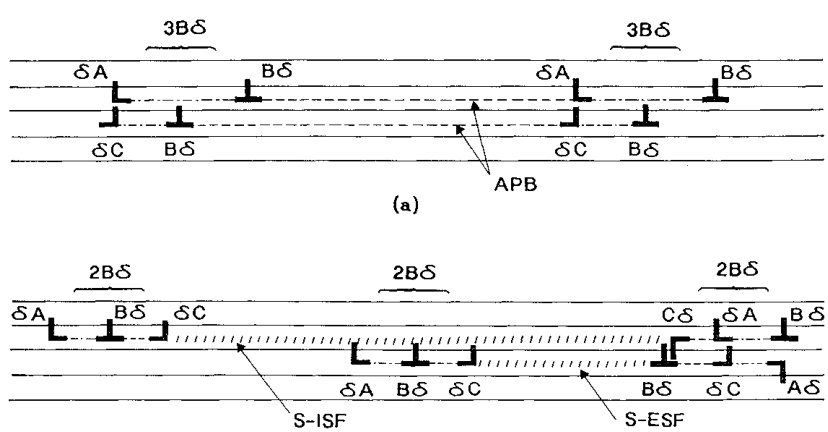 3Bδ 3Bδ
δA Bδ δA Bδ
δC Bδ δC Bδ
APB
(a)
2Bδ 2Bδ 2Bδ
δA Bδ δC Cδ δA Bδ
δA Bδ δC Bδ δC Aδ
S-ISF S-ESF